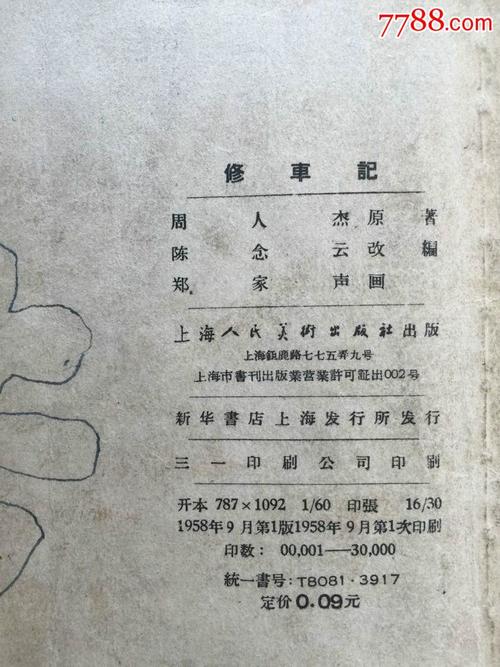 7788.com
修車記
周人杰原著
陈念云改編
郑家声画
上海人民美術出版社出版
上海鉅鹿路七七五弄九号
上海市書刊出版業营業許可証出002号
新华書店上海发行所发行
三一印刷公司印刷
开本 787×1092 1/60 印張 16/30
1958年9月第1版1958年9月第1次印刷
印数: 00,001—30,000
統一書号: T8081·3917
定价0.09元